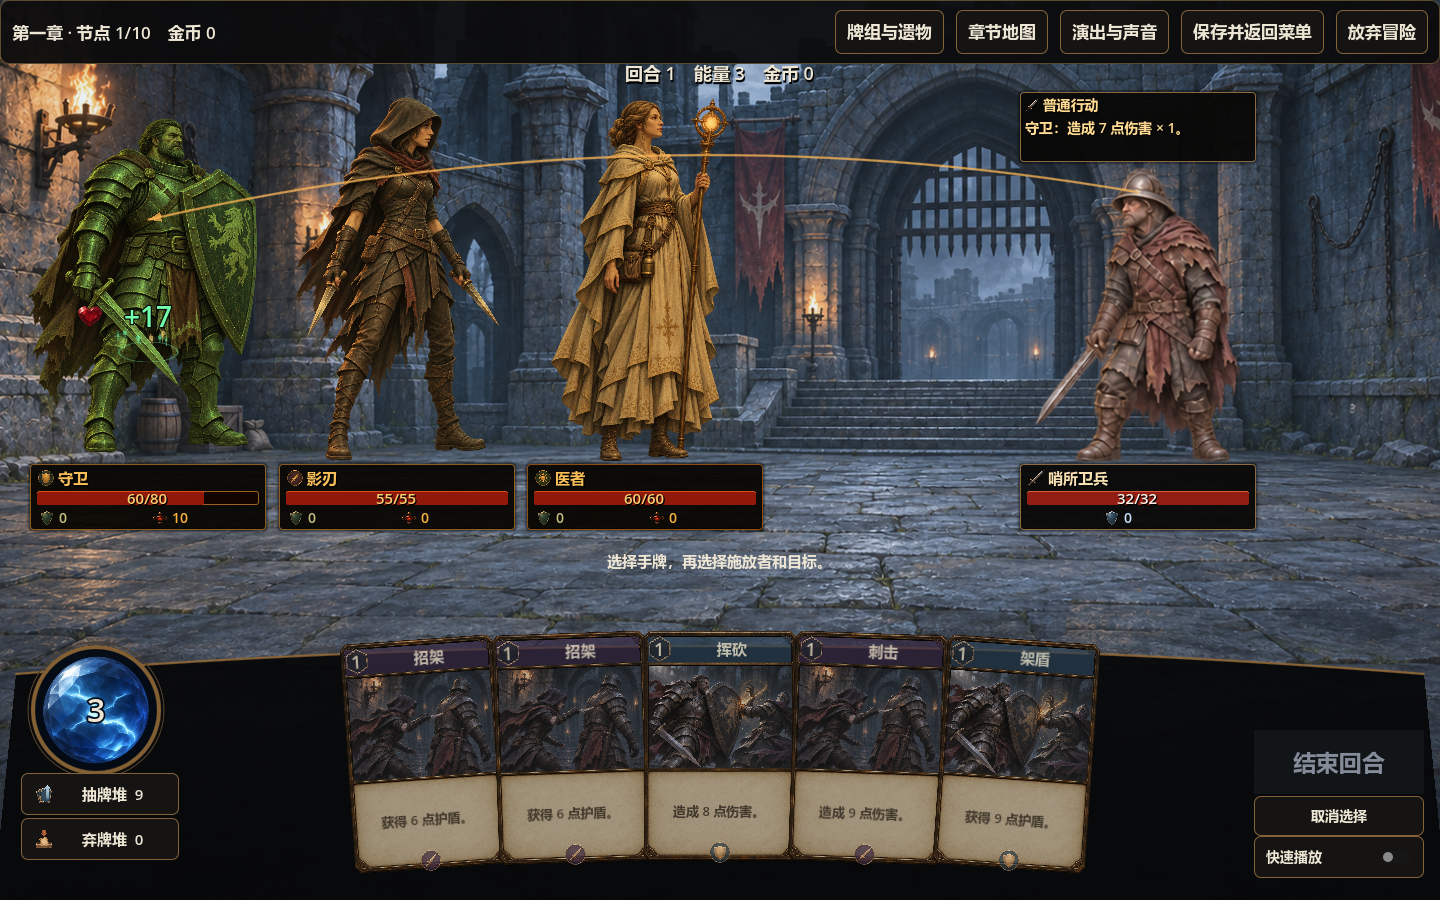 第一章 · 节点 1/10 金币 0
牌组与遗物
章节地图
演出与声音
保存并返回菜单
放弃冒险
回合 1 能量 3 金币 0
普通行动
守卫：造成 7 点伤害 × 1。
+17
守卫
60/80
0 10
影刃
55/55
0 0
医者
60/60
0 0
哨所卫兵
32/32
0
选择手牌，再选择施放者和目标。
3
抽牌堆 9
弃牌堆 0
1 招架
获得 6 点护盾。
1 招架
获得 6 点护盾。
1 挥砍
造成 8 点伤害。
1 刺击
造成 9 点伤害。
1 架盾
获得 9 点护盾。
结束回合
取消选择
快速播放